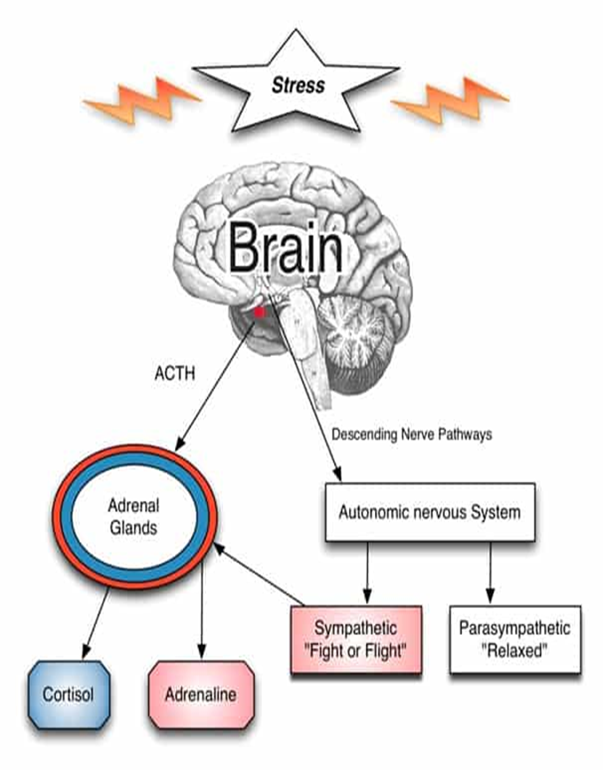 Stress
Brain
ACTH
Descending Nerve Pathways
Adrenal
Glands
Autonomic nervous System
Sympathetic
"Fight or Flight"
Parasympathetic
"Relaxed"
Cortisol
Adrenaline